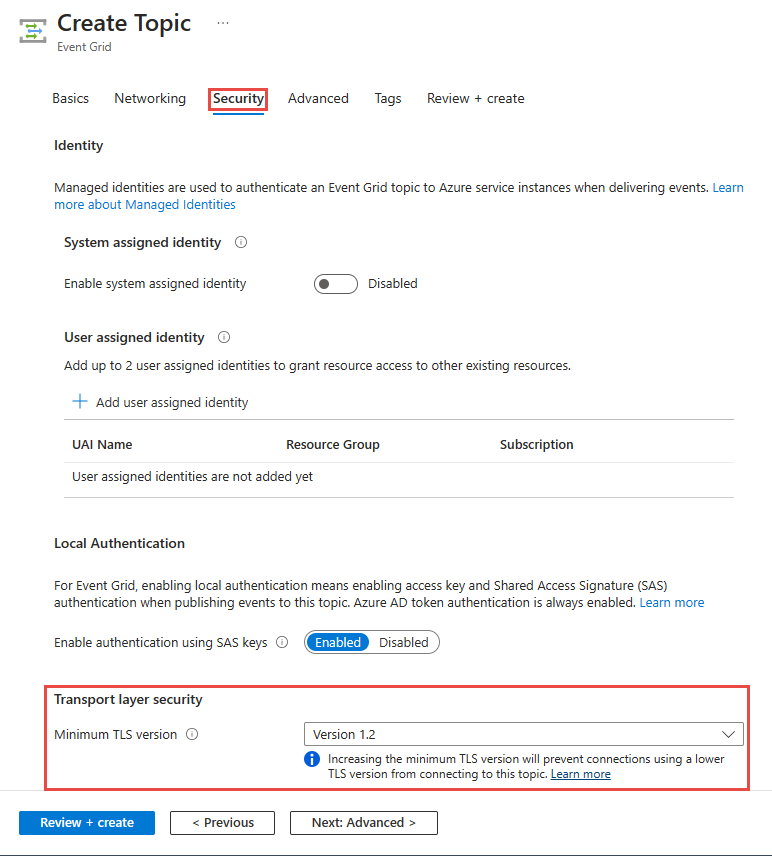 Create Topic ...
Event Grid
Basics Networking Security Advanced Tags Review + create
Identity
Managed identities are used to authenticate an Event Grid topic to Azure service instances when delivering events. Learn
more about Managed Identities
System assigned identity
Enable system assigned identity Disabled
User assigned identity
Add up to 2 user assigned identities to grant resource access to other existing resources.
+ Add user assigned identity
UAI Name Resource Group Subscription
User assigned identities are not added yet
Local Authentication
For Event Grid, enabling local authentication means enabling access key and Shared Access Signature (SAS)
authentication when publishing events to this topic. Azure AD token authentication is always enabled. Learn more
Enable authentication using SAS keys Enabled Disabled
Transport layer security
Minimum TLS version Version 1.2
Increasing the minimum TLS version will prevent connections using a lower
TLS version from connecting to this topic. Learn more
Review + create < Previous Next: Advanced >